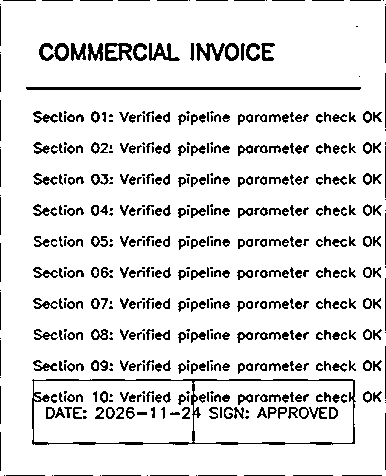 COMMERCIAL INVOICE
Section 01: Verified pipeline parameter check OK
Section 02: Verified pipeline parameter check OK
Section 03: Verified pipeline parameter check OK
Section 04: Verified pipeline parameter check OK
Section 05: Verified pipeline parameter check OK
Section 06: Verified pipeline parameter check OK
Section 07: Verified pipeline parameter check OK
Section 08: Verified pipeline parameter check OK
Section 09: Verified pipeline parameter check OK
Section 10: Verified pipeline parameter check OK
DATE: 2026-11-24 SIGN: APPROVED